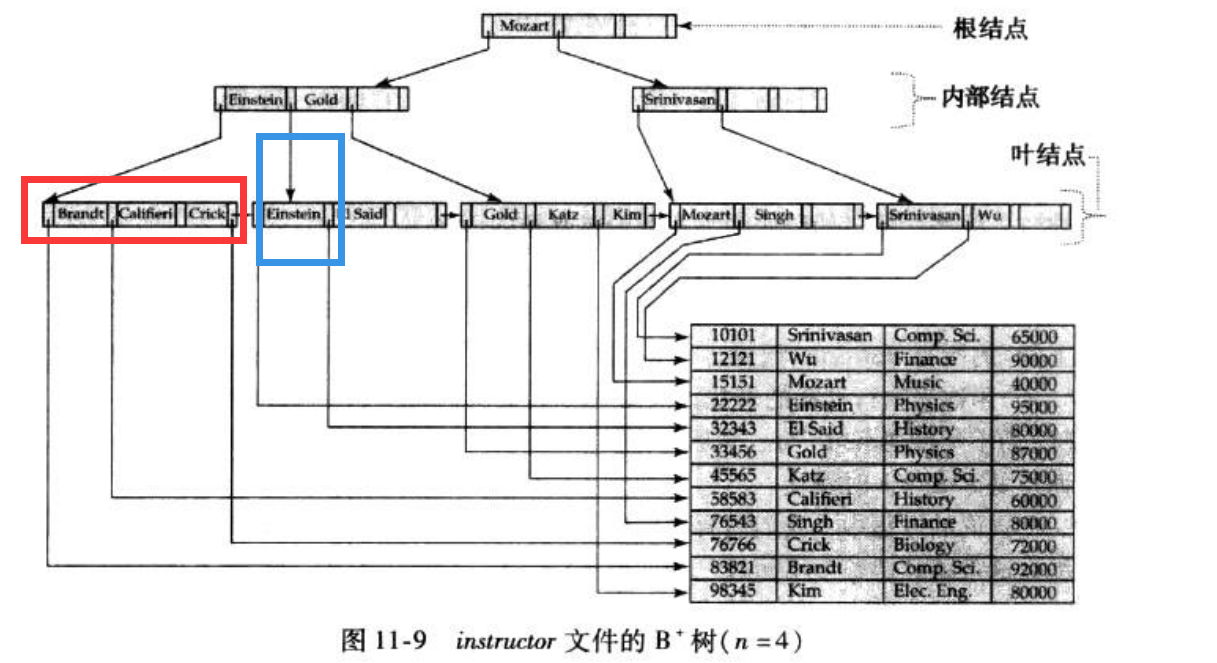 Mozart
根结点
Einstein Gold
Srinivasan
内部结点
叶结点
Brandt Califieri Crick Einstein El Said Gold Katz Kim Mozart Singh Srinivasan Wu
10101 Srinivasan Comp. Sci. 65000
12121 Wu Finance 90000
15151 Mozart Music 40000
22222 Einstein Physics 95000
32343 El Said History 80000
33456 Gold Physics 87000
45565 Katz Comp. Sci. 75000
58583 Califieri History 60000
76543 Singh Finance 80000
76766 Crick Biology 72000
83821 Brandt Comp. Sci. 92000
98345 Kim Elec. Eng. 80000
图 11-9 instructor 文件的 B⁺树(n=4)